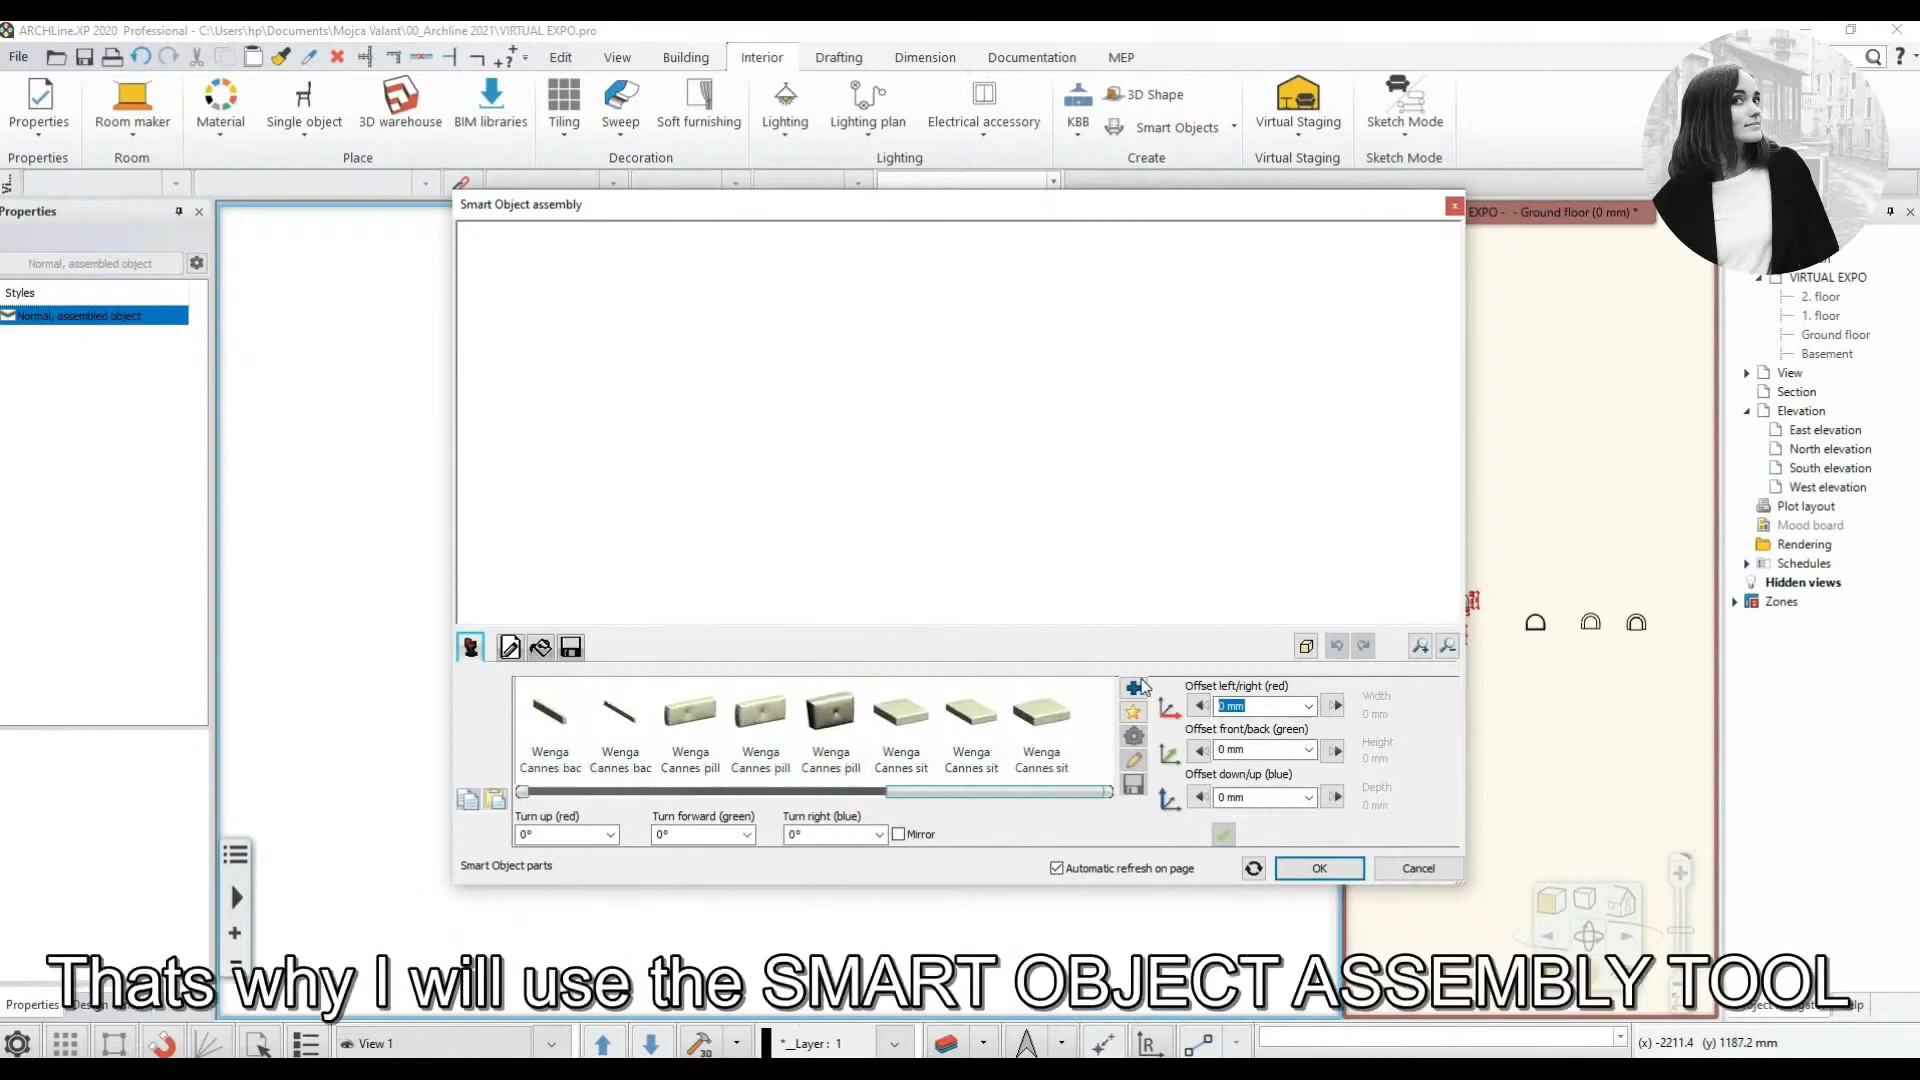 ARCHLine.XP 2020 Professional - C:\Users\hp\Documents\Mojca Valant\00_Archline 2021\VIRTUAL EXPO.pro
File Edit View Building Interior Drafting Dimension Documentation MEP
Properties Room maker Material Single object 3D warehouse BIM libraries Tiling Sweep Soft furnishing Lighting Lighting plan Electrical accessory KBB 3D Shape Smart Objects Virtual Staging Sketch Mode
Properties Room Place Decoration Lighting Create Virtual Staging Sketch Mode
Properties
Normal, assembled object
Styles
Normal, assembled object
Smart Object assembly
EXPO - - Ground floor (0 mm) *
VIRTUAL EXPO
2. floor
1. floor
Ground floor
Basement
View
Section
Elevation
East elevation
North elevation
South elevation
West elevation
Plot layout
Mood board
Rendering
Schedules
Hidden views
Zones
Wenga Cannes bac
Wenga Cannes bac
Wenga Cannes pill
Wenga Cannes pill
Wenga Cannes pill
Wenga Cannes sit
Wenga Cannes sit
Wenga Cannes sit
Offset left/right (red)
0 mm
Offset front/back (green)
0 mm
Offset down/up (blue)
0 mm
Width
0 mm
Height
0 mm
Depth
0 mm
Turn up (red) Turn forward (green) Turn right (blue)
0° 0° 0° Mirror
Smart Object parts
Automatic refresh on page OK Cancel
Thats why I will use the SMART OBJECT ASSEMBLY TOOL
Properties
View 1
*__Layer: 1
(x) -2211.4 (y) 1187.2 mm